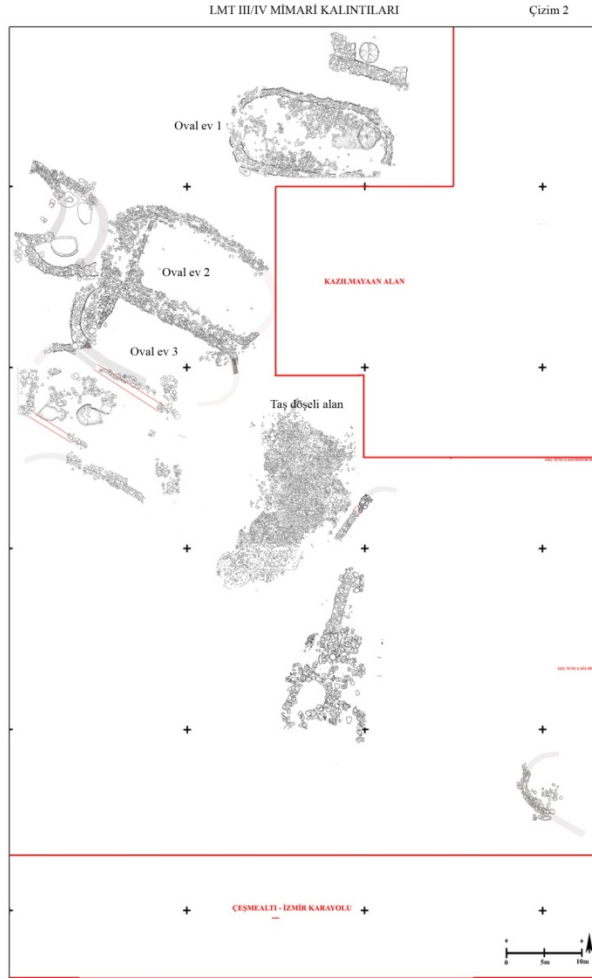 LMT III/IV MİMARİ KALINTILARI
Çizim 2
Oval ev 1
Oval ev 2
KAZILMAYAAN ALAN
Oval ev 3
Taş döşeli alan
ÇEŞMEALTI - İZMİR KARAYOLU
0 5m 10m